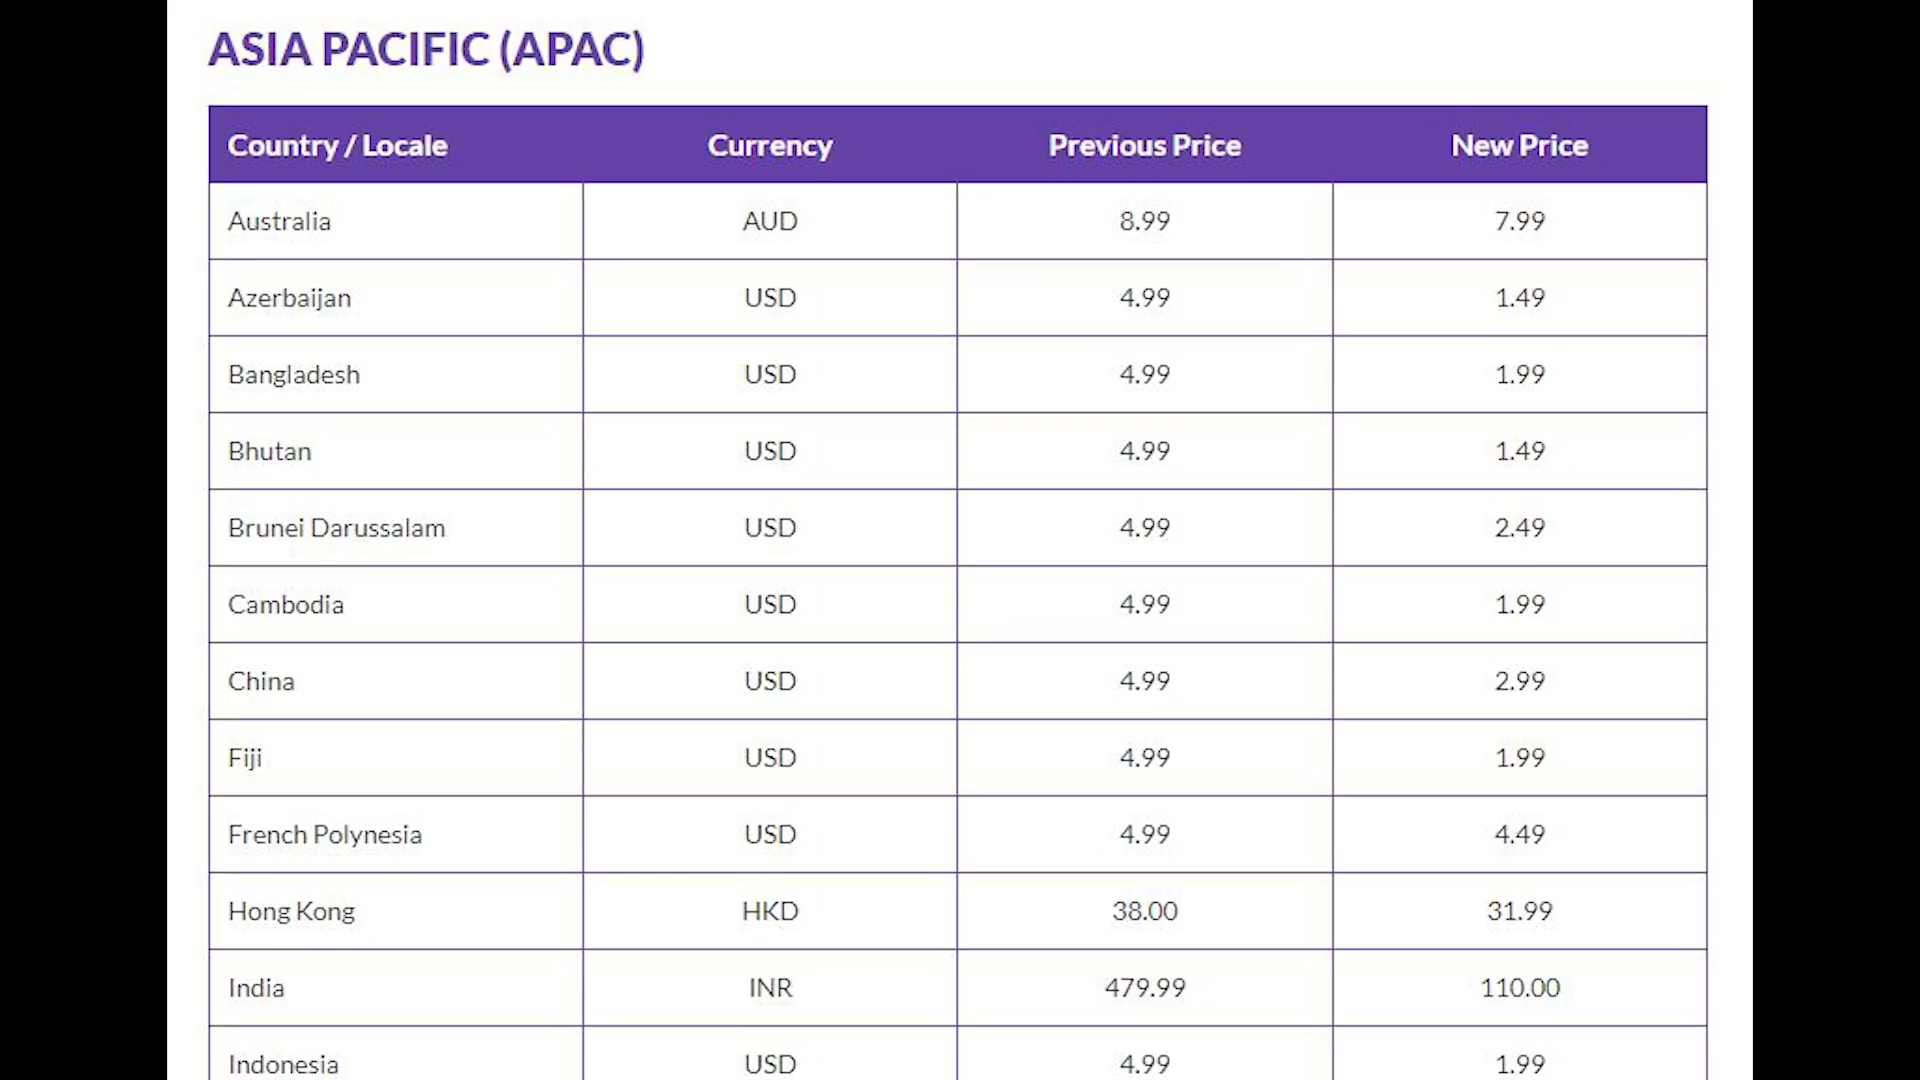 ASIA PACIFIC (APAC)
Country / Locale Currency Previous Price New Price
Australia AUD 8.99 7.99
Azerbaijan USD 4.99 1.49
Bangladesh USD 4.99 1.99
Bhutan USD 4.99 1.49
Brunei Darussalam USD 4.99 2.49
Cambodia USD 4.99 1.99
China USD 4.99 2.99
Fiji USD 4.99 1.99
French Polynesia USD 4.99 4.49
Hong Kong HKD 38.00 31.99
India INR 479.99 110.00
Indonesia USD 4.99 1.99